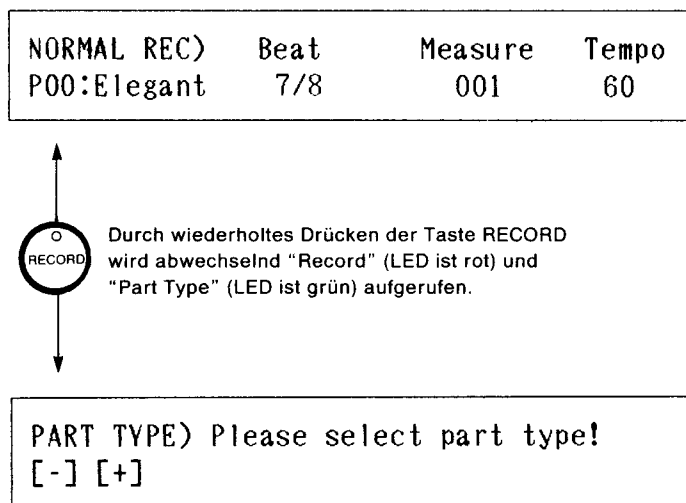 NORMAL REC) Beat Measure Tempo
P00:Elegant 7/8 001 60
RECORD
Durch wiederholtes Drücken der Taste RECORD
wird abwechselnd “Record” (LED ist rot) und
“Part Type” (LED ist grün) aufgerufen.
PART TYPE) Please select part type!
[-] [+]